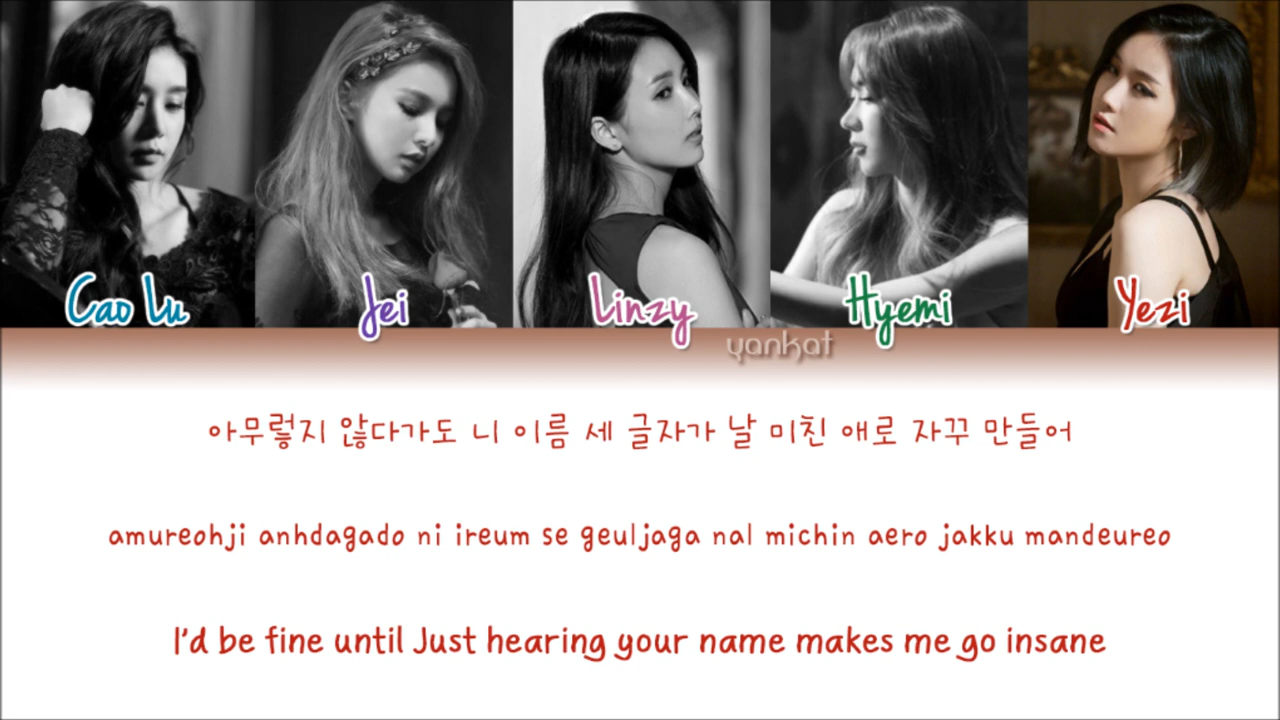 Cao Lu
Jei
Linzy
Hyemi
Yezi
yankat
아무렇지 않다가도 니 이름 세 글자가 날 미친 애로 자꾸 만들어
amureohji anhdagado ni ireum se geuljaga nal michin aero jakku mandeureo
I'd be fine until Just hearing your name makes me go insane